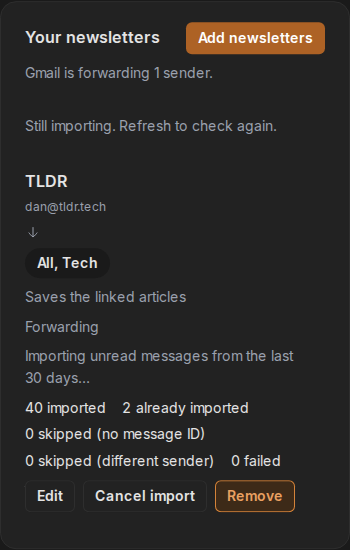 Your newsletters
Add newsletters
Gmail is forwarding 1 sender.
Still importing. Refresh to check again.
TLDR
dan@tldr.tech
↓
All, Tech
Saves the linked articles
Forwarding
Importing unread messages from the last
30 days...
40 imported 2 already imported
0 skipped (no message ID)
0 skipped (different sender) 0 failed
Edit Cancel import Remove